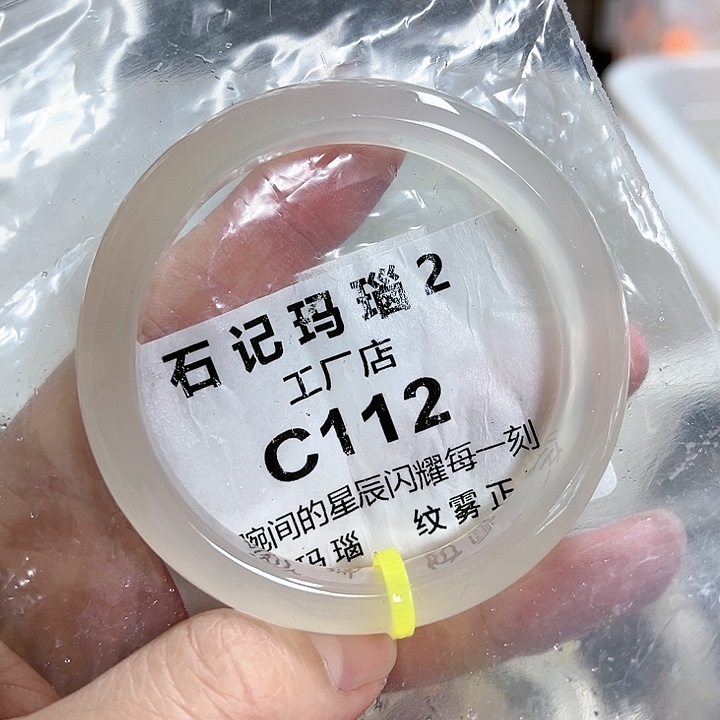 石记玛瑙2
工厂店
C112
腕间的星辰闪耀每一刻
玛瑙 纹雾正